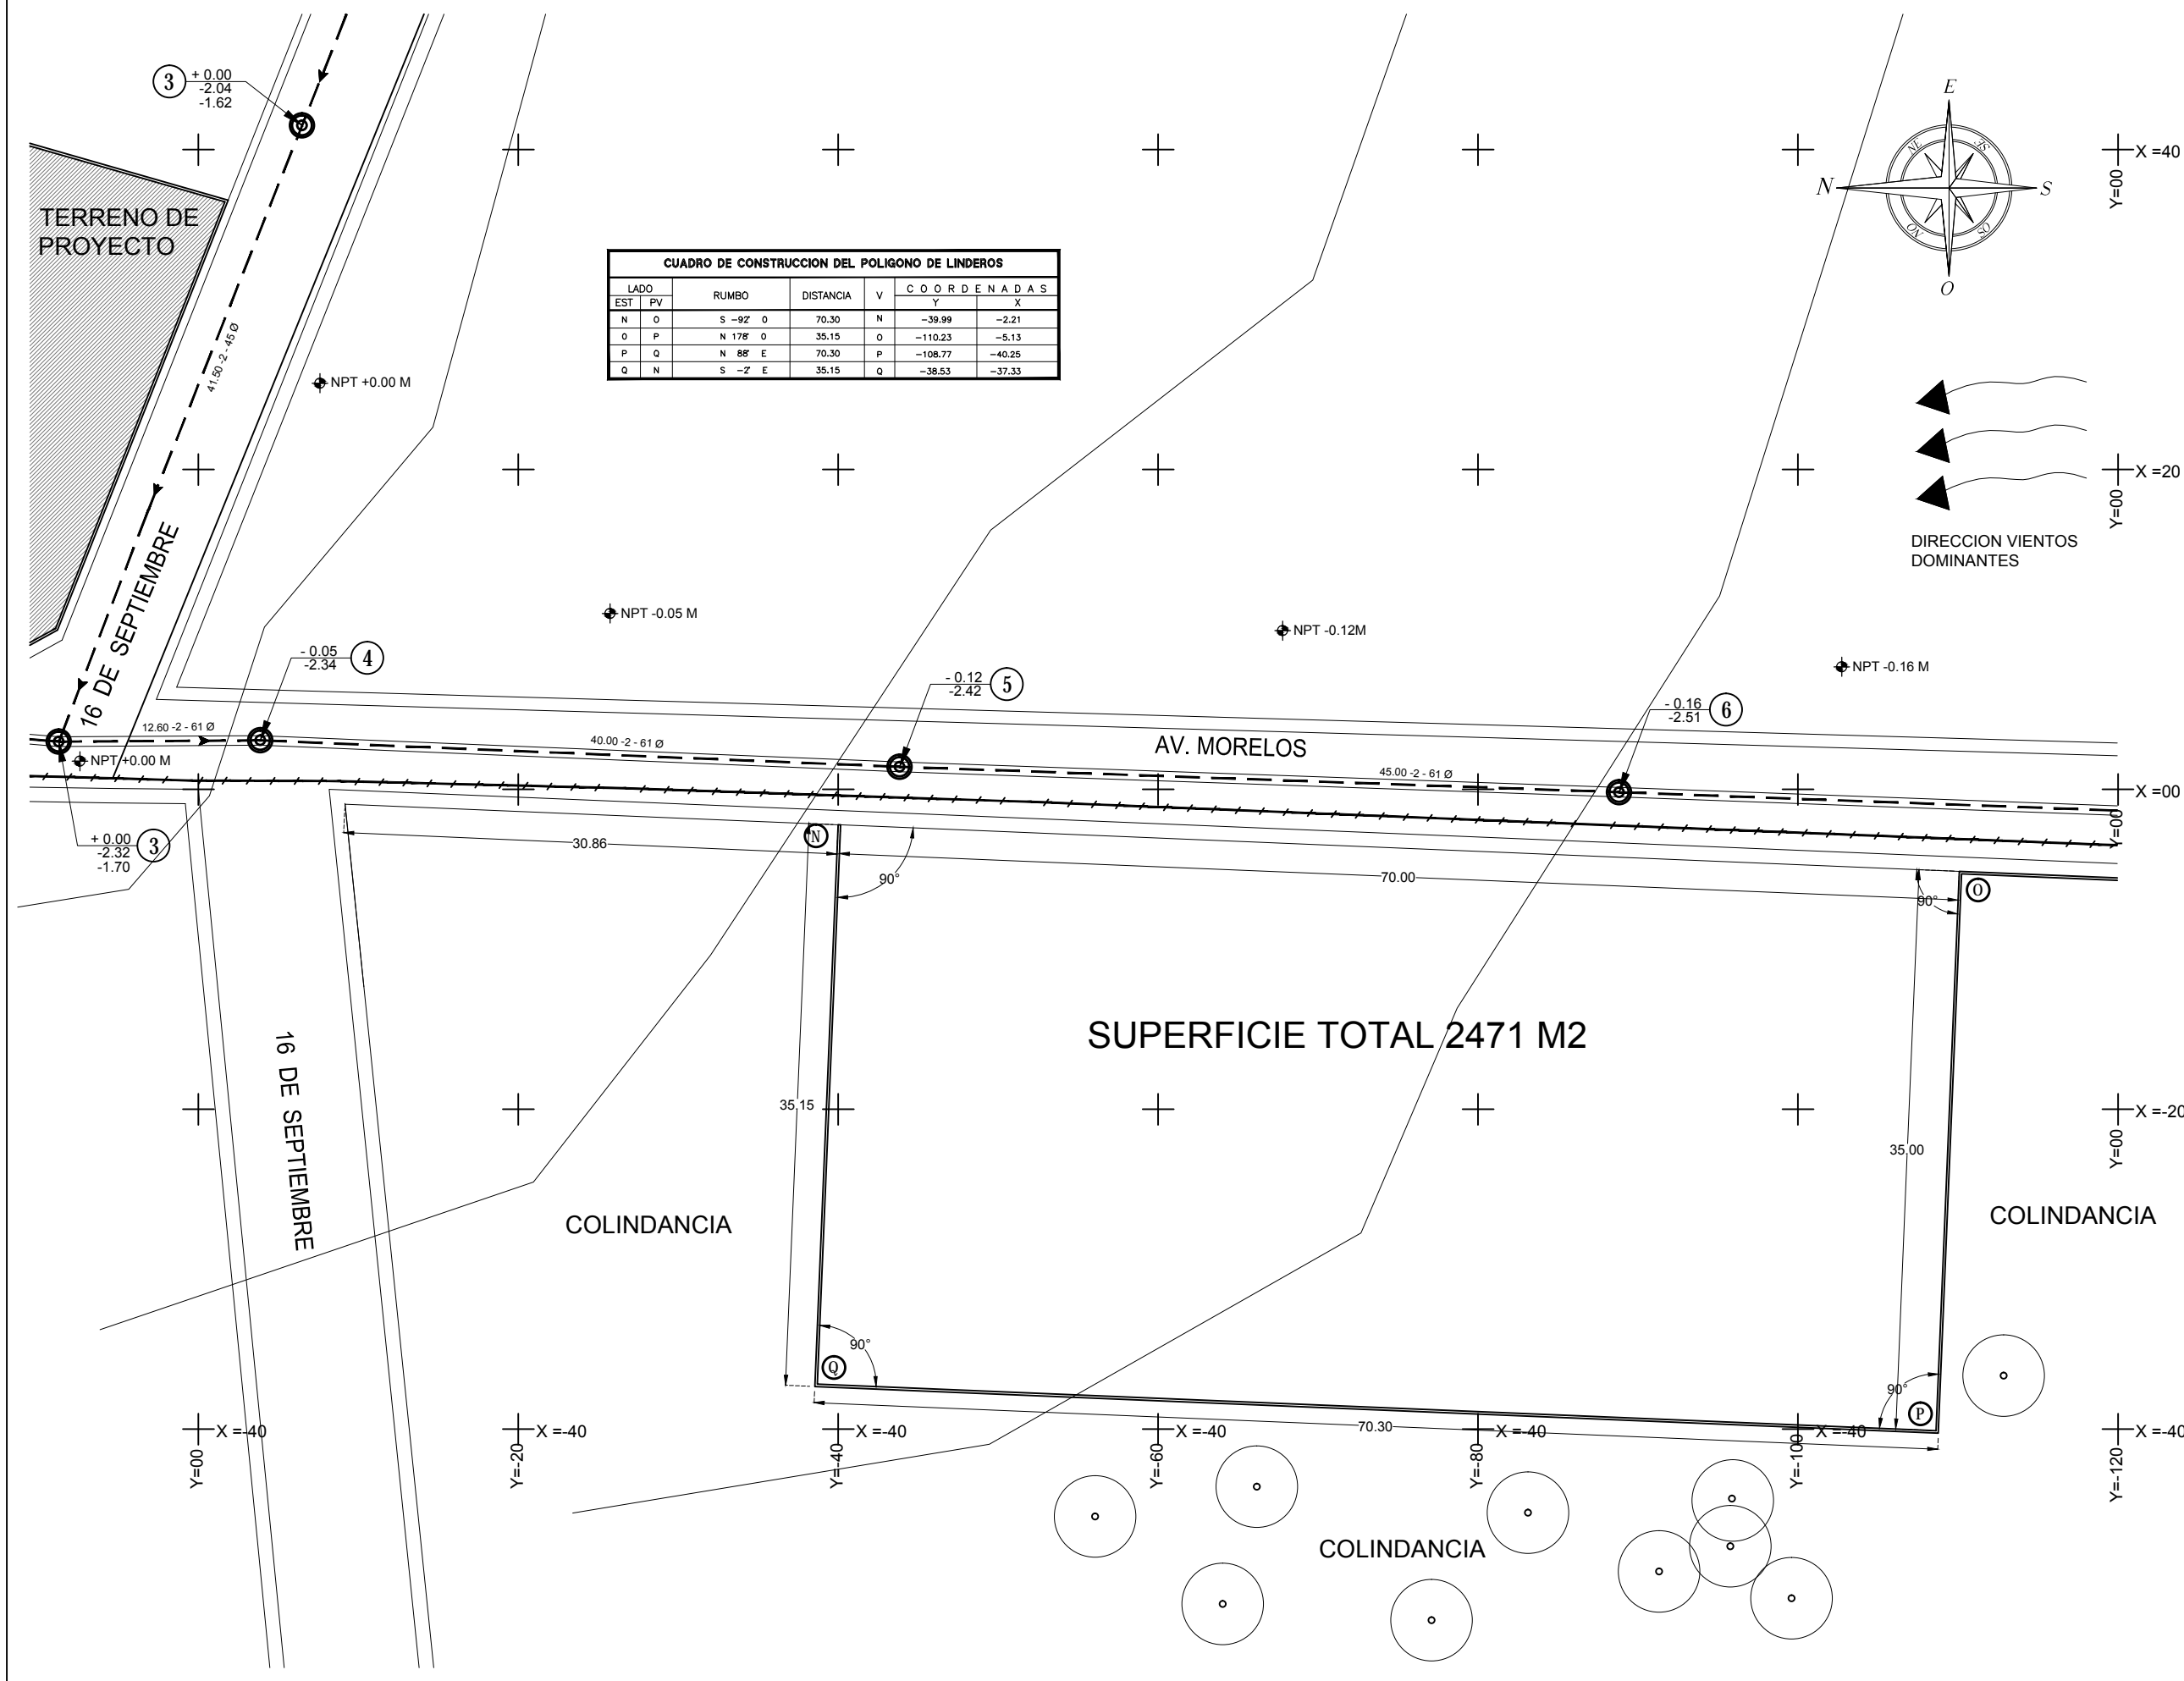 3
+ 0.00
-2.04
-1.62
E
N
S
O
NE
SE
NO
SO
X =40
Y=00
TERRENO DE
PROYECTO
CUADRO DE CONSTRUCCION DEL POLIGONO DE LINDEROS
LADO RUMBO DISTANCIA V C O O R D E N A D A S
EST PV Y X
N O S -92° O 70.30 N -39.99 -2.21
O P N 178° O 35.15 O -110.23 -5.13
P Q N 88° E 70.30 P -108.77 -40.25
Q N S -2° E 35.15 Q -38.53 -37.33
41.50 -2 - 45 Ø
NPT +0.00 M
X =20
Y=00
DIRECCION VIENTOS
DOMINANTES
16 DE SEPTIEMBRE
NPT -0.05 M
NPT -0.12M
NPT -0.16 M
- 0.05
-2.34
4
- 0.12
-2.42
5
- 0.16
-2.51
6
12.60 -2 - 61 Ø
40.00 -2 - 61 Ø
AV. MORELOS
45.00 -2 - 61 Ø
NPT +0.00 M
X =00
Y=00
+ 0.00
-2.32
-1.70
3
30.86
N
90°
70.00
90°
O
SUPERFICIE TOTAL 2471 M2
16 DE SEPTIEMBRE
35.15
35.00
X =-20
Y=00
COLINDANCIA
COLINDANCIA
90°
Q
90°
P
70.30
X =-40
Y=00
X =-40
Y=-20
X =-40
Y=-40
X =-40
Y=-60
X =-40
Y=-80
X =-40
Y=-100
X =-40
Y=-120
COLINDANCIA